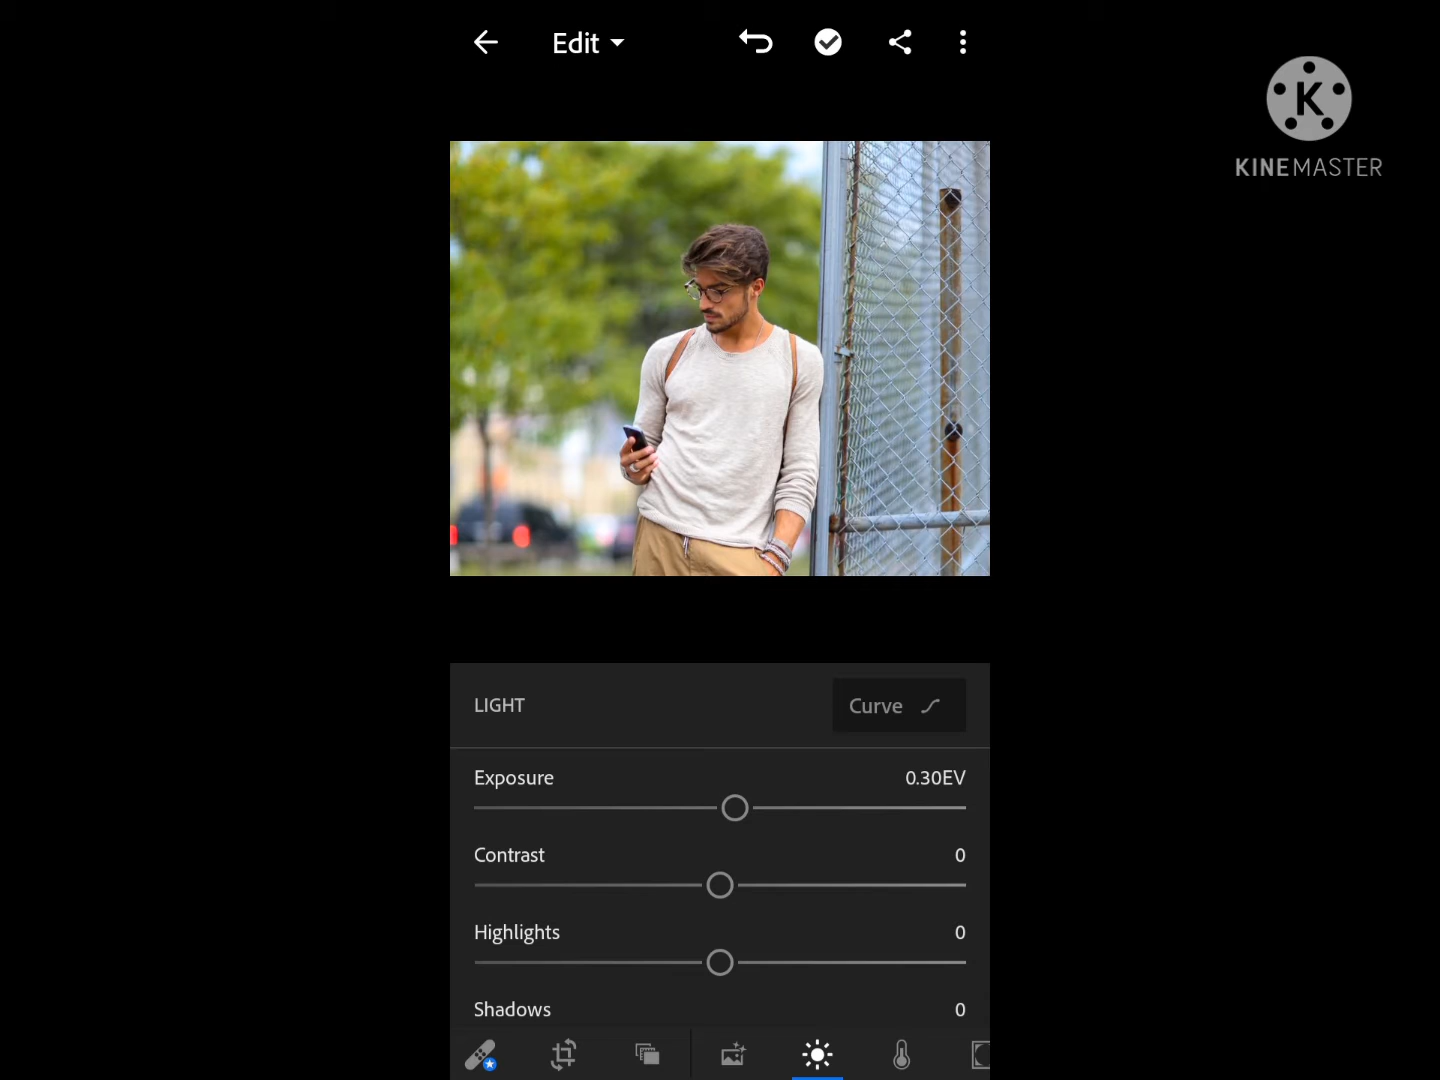 Edit
K
KINEMASTER
LIGHT
Curve
Exposure 0.30EV
Contrast 0
Highlights 0
Shadows 0